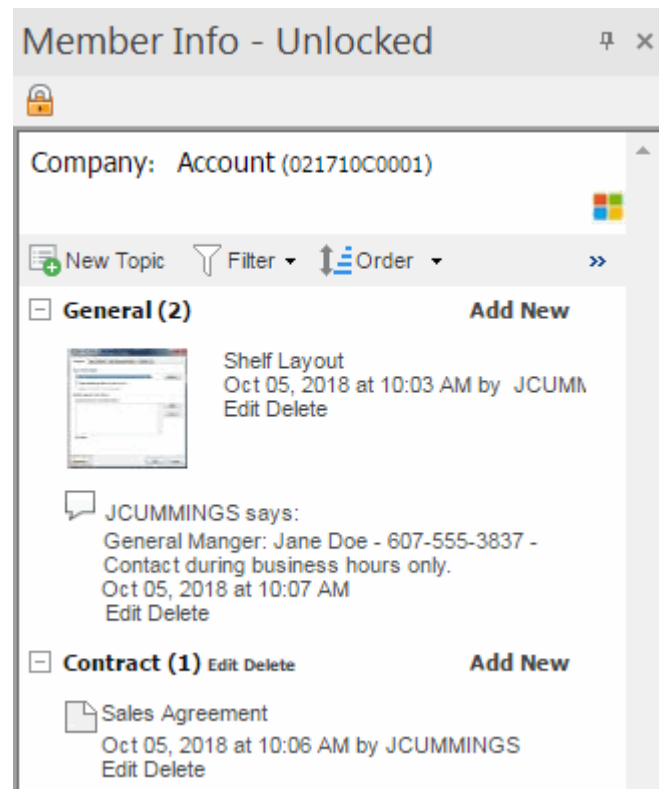 Member Info - Unlocked
Company: Account (021710C0001)
New Topic Filter Order »
General (2) Add New
Shelf Layout
Oct 05, 2018 at 10:03 AM by JCUMM
Edit Delete
JCUMMINGS says:
General Manger: Jane Doe - 607-555-3837 -
Contact during business hours only.
Oct 05, 2018 at 10:07 AM
Edit Delete
Contract (1) Edit Delete Add New
Sales Agreement
Oct 05, 2018 at 10:06 AM by JCUMMINGS
Edit Delete